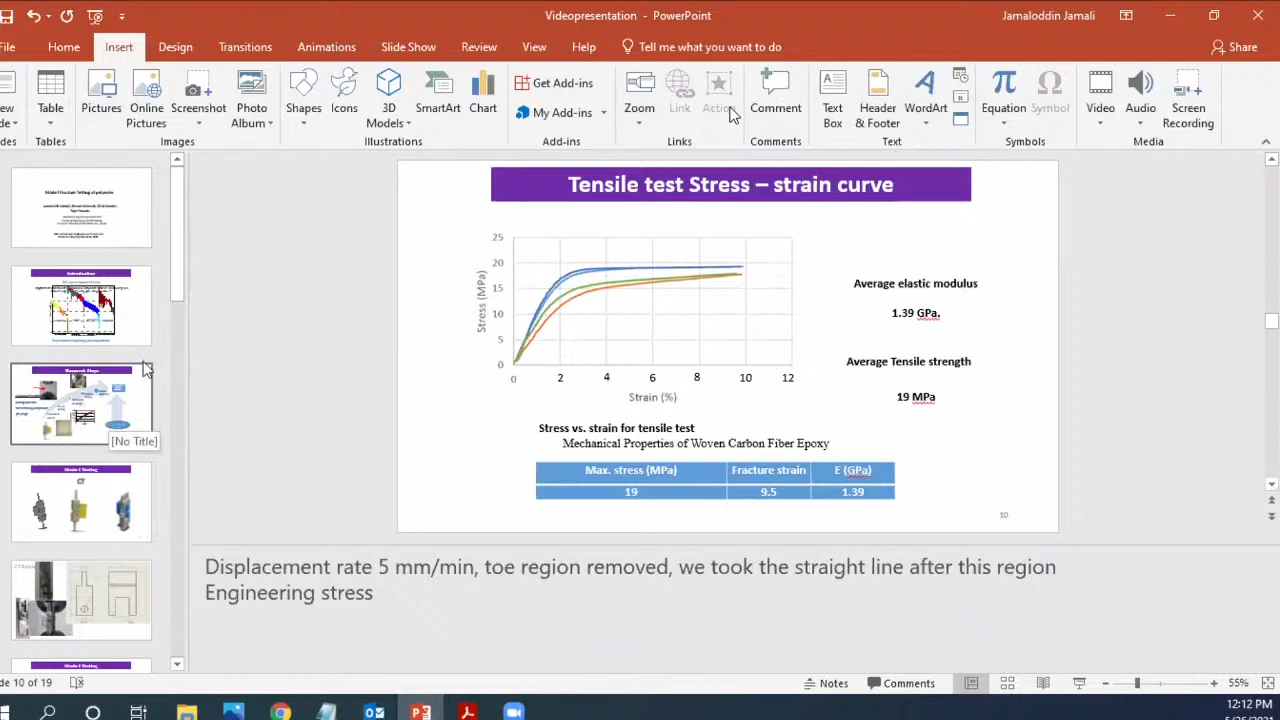 Videopresentation - PowerPoint
Jamaloddin Jamali
File Home Insert Design Transitions Animations Slide Show Review View Help Tell me what you want to do Share
Table
Pictures
Online
Pictures
Screenshot
Photo
Album
Shapes
Icons
3D
Models
SmartArt
Chart
Get Add-ins
My Add-ins
Zoom
Link
Action
Comment
Text
Box
Header
& Footer
WordArt
Equation
Symbol
Video
Audio
Screen
Recording
Tables
Images
Illustrations
Add-ins
Links
Comments
Text
Symbols
Media
Introduction
Research Stage
[No Title]
Mode I Testing
Mode I Testing
Tensile test Stress – strain curve
25
20
15
10
5
0
Stress (MPa)
0 2 4 6 8 10 12
Strain (%)
Average elastic modulus
1.39 GPa.
Average Tensile strength
19 MPa
Stress vs. strain for tensile test
Mechanical Properties of Woven Carbon Fiber Epoxy
Max. stress (MPa) Fracture strain E (GPa)
19 9.5 1.39
10
Displacement rate 5 mm/min, toe region removed, we took the straight line after this region
Engineering stress
de 10 of 19
Notes
Comments
55%
12:12 PM